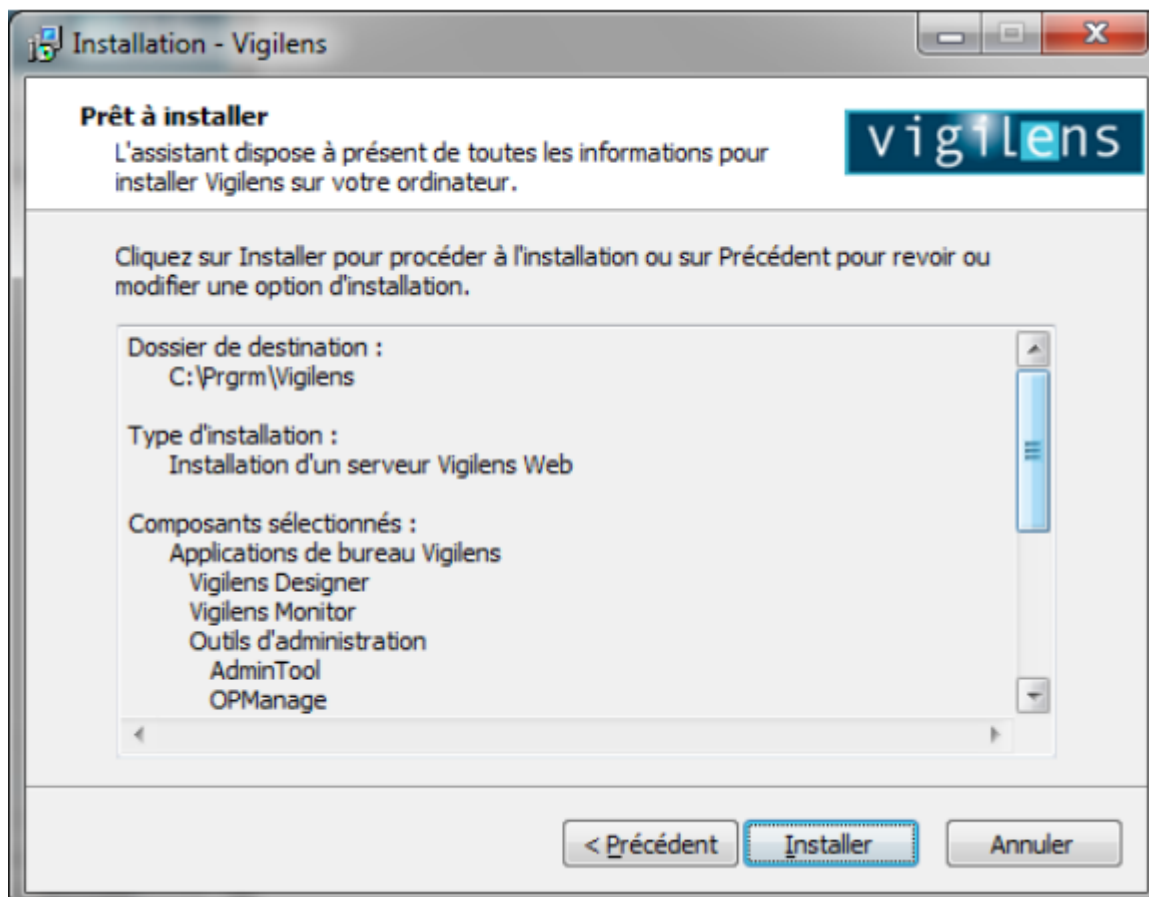 Installation - Vigilens
Prêt à installer
L'assistant dispose à présent de toutes les informations pour
installer Vigilens sur votre ordinateur.
vigilens
Cliquez sur Installer pour procéder à l'installation ou sur Précédent pour revoir ou
modifier une option d'installation.
Dossier de destination :
C:\Prgrm\Vigilens
Type d'installation :
Installation d'un serveur Vigilens Web
Composants sélectionnés :
Applications de bureau Vigilens
Vigilens Designer
Vigilens Monitor
Outils d'administration
AdminTool
OPManage
< Précédent
Installer
Annuler